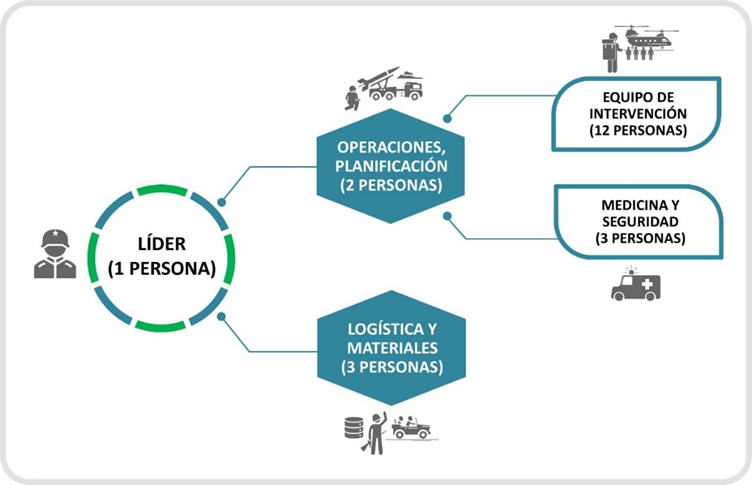 LÍDER
(1 PERSONA)
OPERACIONES,
PLANIFICACIÓN
(2 PERSONAS)
EQUIPO DE
INTERVENCIÓN
(12 PERSONAS)
MEDICINA Y
SEGURIDAD
(3 PERSONAS)
LOGÍSTICA Y
MATERIALES
(3 PERSONAS)